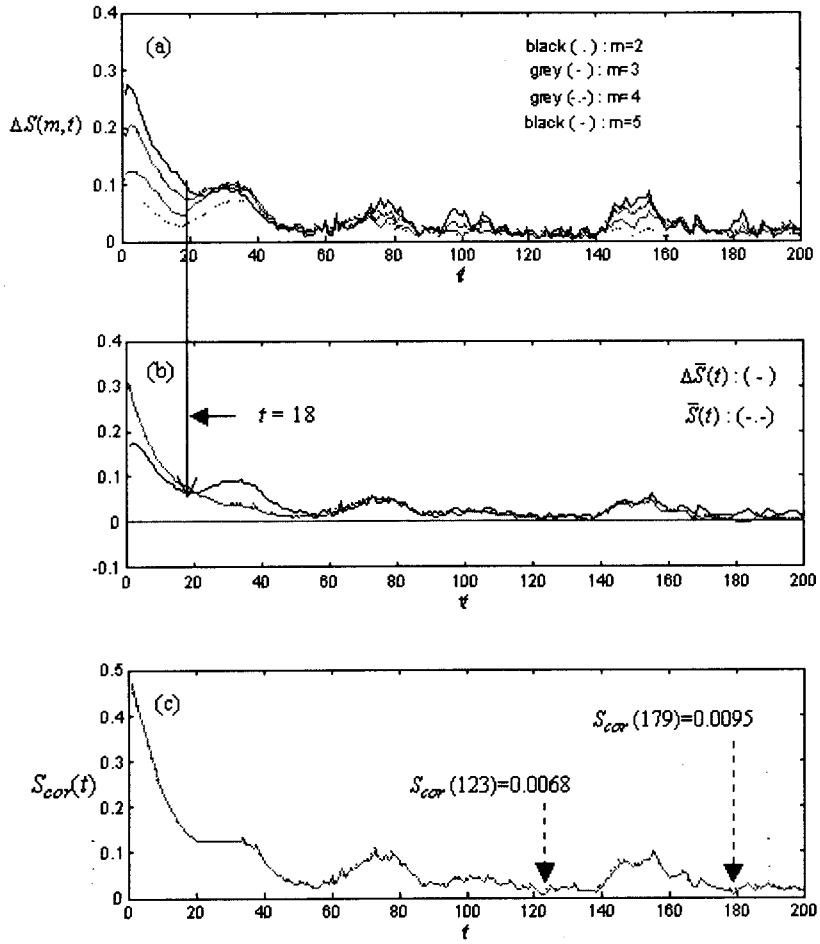 0.4
(a)
black ( . ) : m=2
grey (-) : m=3
grey (-.-) : m=4
black (-) : m=5
0.3
ΔS(m,t)
0.2
0.1
0
0 20 40 60 80 100 120 140 160 180 200
t
0.4
(b)
ΔS̅(t) : (-)
0.3
S̅(t) : (-.-)
t = 18
0.2
0.1
0
-0.1
0 20 40 60 80 100 120 140 160 180 200
t
0.5
(c)
0.4
S_cor (179)=0.0095
0.3
S_cor(t)
S_cor (123)=0.0068
0.2
0.1
0
0 20 40 60 80 100 120 140 160 180 200
t